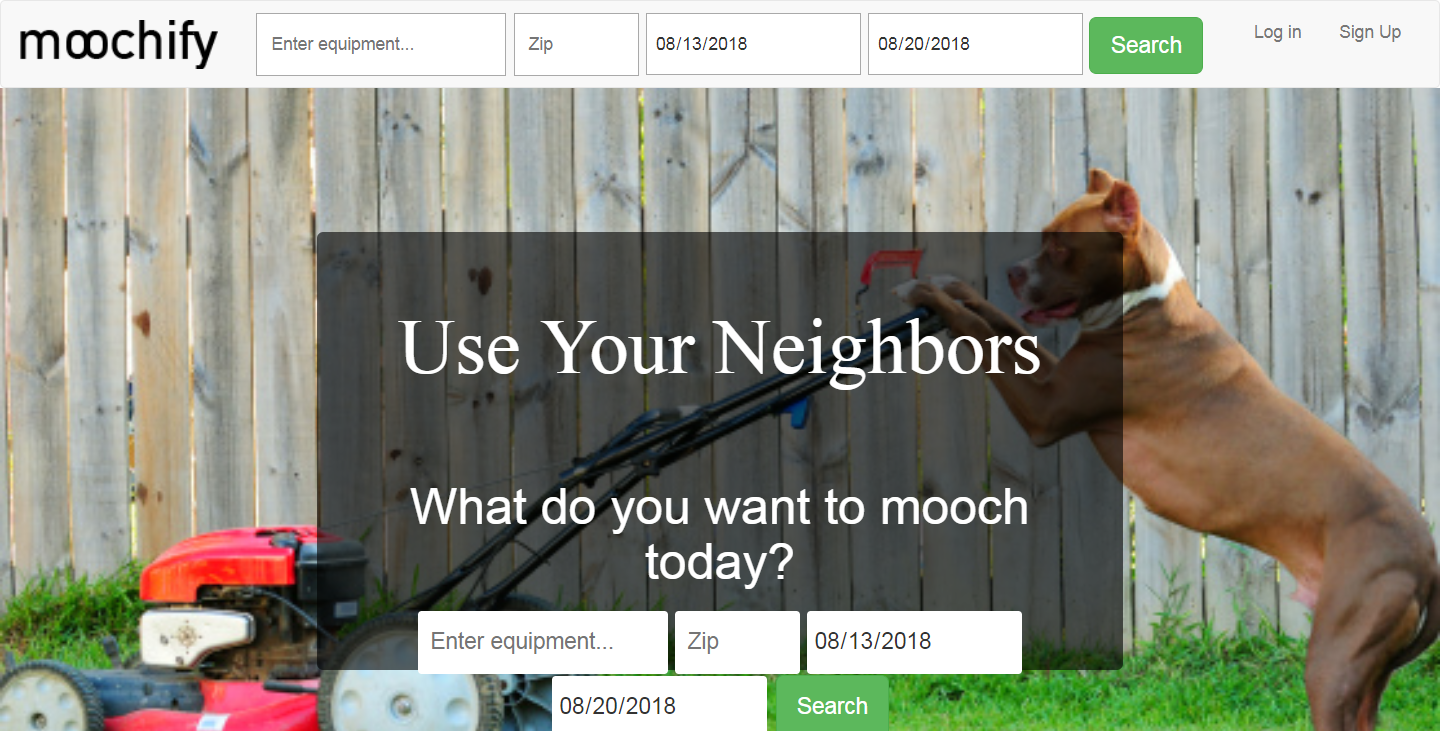 moochify Enter equipment... Zip 08/13/2018 08/20/2018 Search Log in Sign Up
Use Your Neighbors
What do you want to mooch
today?
Enter equipment... Zip 08/13/2018
08/20/2018 Search